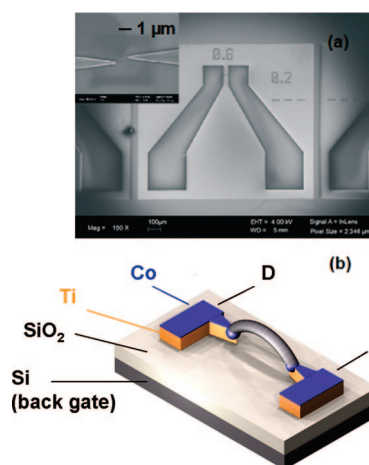 1 µm
(a)
0.6
0.2
100µm
EHT = 4.00 kV
Signal A = InLens
Mag = 150 X
WD = 5 mm
Pixel Size = 2.346 µm
(b)
Co
D
Ti
SiO2
Si
(back gate)